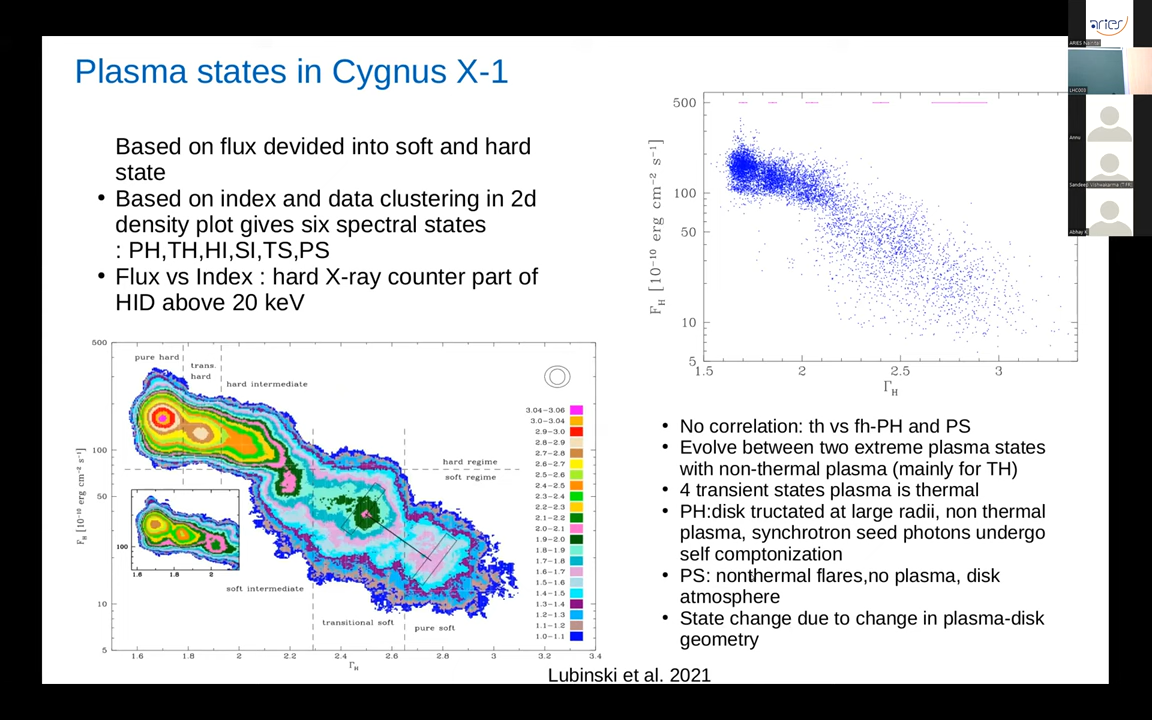 Plasma states in Cygnus X-1
Based on flux devided into soft and hard
state
• Based on index and data clustering in 2d
density plot gives six spectral states
: PH,TH,HI,SI,TS,PS
• Flux vs Index : hard X-ray counter part of
HID above 20 keV
500
100
50
10
5
F_H [10⁻¹⁰ erg cm⁻² s⁻¹]
1.5 2 2.5 3
Γ_H
500
100
50
10
5
F_H [10⁻¹⁰ erg cm⁻² s⁻¹]
pure hard
trans.
hard
hard intermediate
hard regime
soft regime
soft intermediate
transitional soft
pure soft
100
1.6 1.8 2
3.04−3.06
3.0−3.04
2.9−3.0
2.8−2.9
2.7−2.8
2.6−2.7
2.5−2.6
2.4−2.5
2.3−2.4
2.2−2.3
2.1−2.2
2.0−2.1
1.9−2.0
1.8−1.9
1.7−1.8
1.6−1.7
1.5−1.6
1.4−1.5
1.3−1.4
1.2−1.3
1.1−1.2
1.0−1.1
1.6 1.8 2 2.2 2.4 2.6 2.8 3 3.2 3.4
Γ_H
Lubinski et al. 2021
• No correlation: th vs fh-PH and PS
• Evolve between two extreme plasma states
with non-thermal plasma (mainly for TH)
• 4 transient states plasma is thermal
• PH:disk tructated at large radii, non thermal
plasma, synchrotron seed photons undergo
self comptonization
• PS: nonthermal flares,no plasma, disk
atmosphere
• State change due to change in plasma-disk
geometry
aries
ARIES
Annu
Sandeep
Abhay K